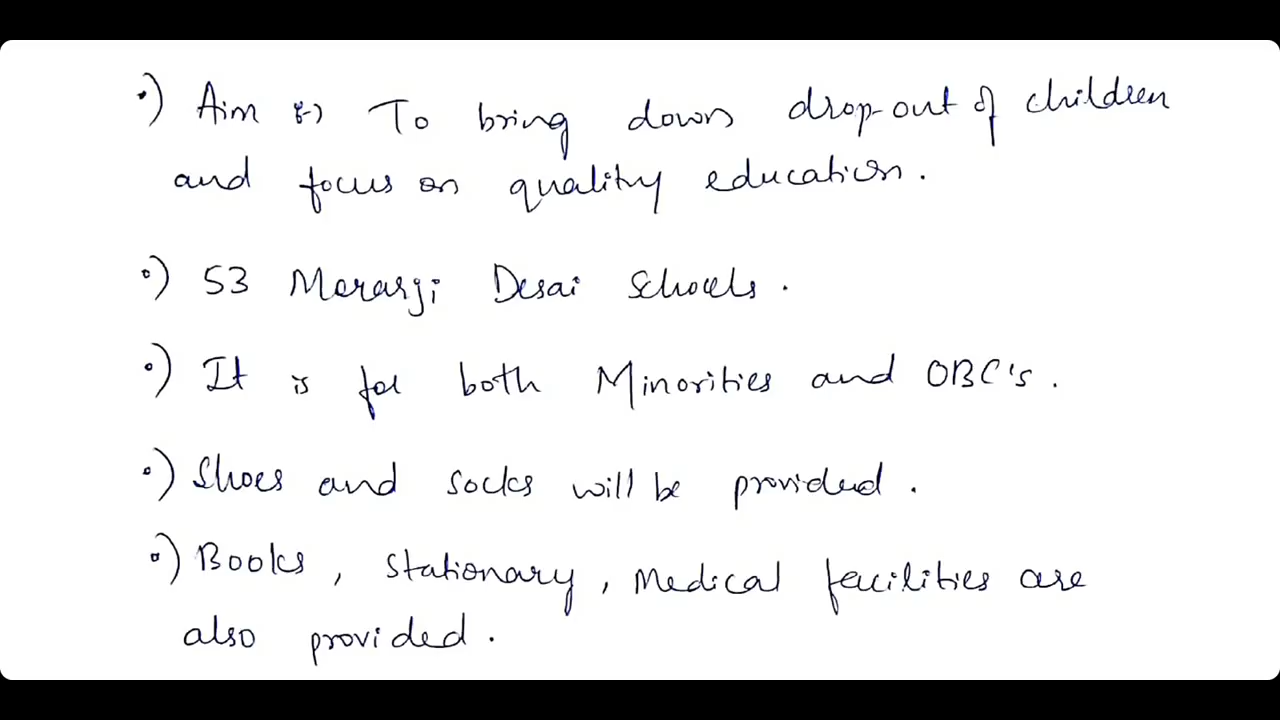 •) Aim :-) To bring down drop-out of children
and focus on quality education.
•) 53 Morarji Desai Schools.
•) It is for both Minorities and OBC's.
•) Shoes and socks will be provided.
•) Books, Stationary, Medical facilities are
also provided.